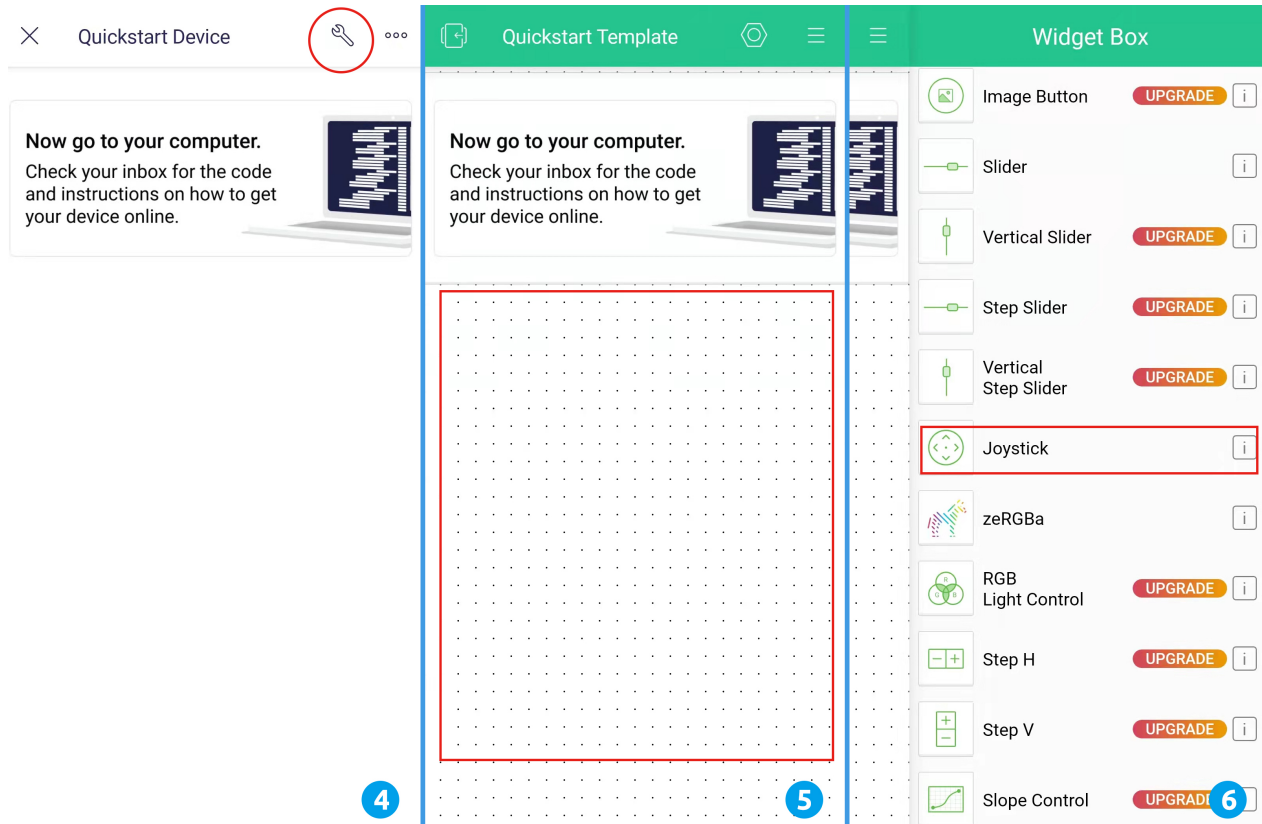 Quickstart Device
Now go to your computer.
Check your inbox for the code
and instructions on how to get
your device online.
4
Quickstart Template
Now go to your computer.
Check your inbox for the code
and instructions on how to get
your device online.
5
Widget Box
Image Button UPGRADE i
Slider i
Vertical Slider UPGRADE i
Step Slider UPGRADE i
Vertical
Step Slider UPGRADE i
Joystick i
zeRGBa i
R
G B
RGB
Light Control UPGRADE i
Step H UPGRADE i
Step V UPGRADE i
Slope Control UPGRAD
6